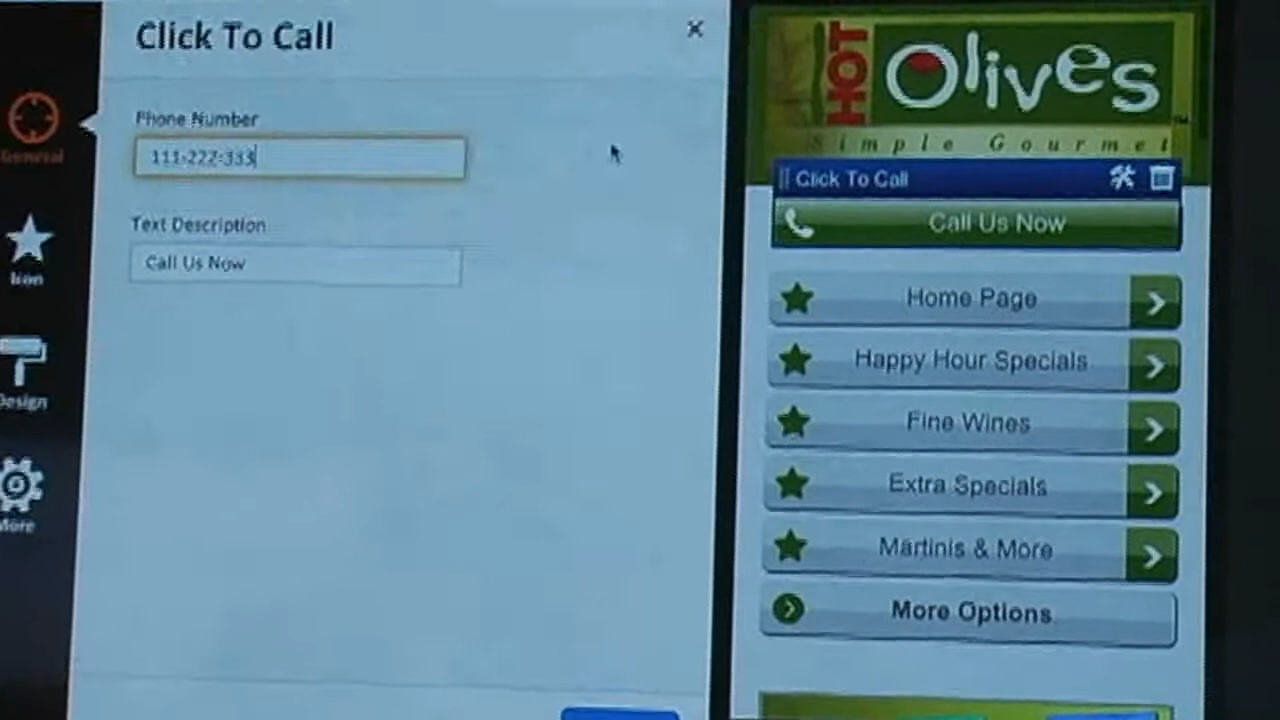 Click To Call
Phone Number
111-222-333
Text Description
Call Us Now
General
Icon
Design
More
HOT Olives
Simple Gourmet
TM
Click To Call
Call Us Now
Home Page
Happy Hour Specials
Fine Wines
Extra Specials
Martinis & More
More Options